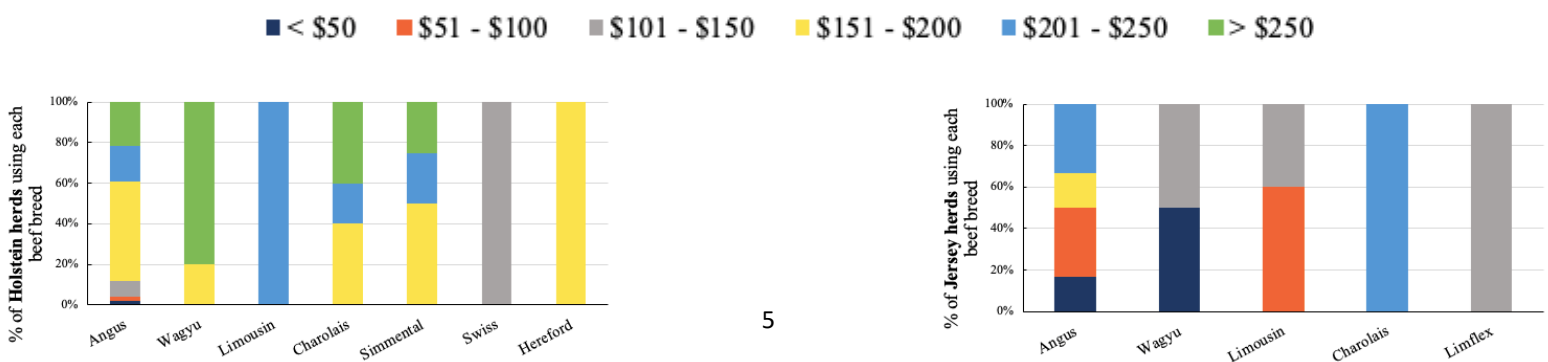 < $50 $51 - $100 $101 - $150 $151 - $200 $201 - $250 > $250
% of Holstein herds using each
beef breed
100%
80%
60%
40%
20%
0%
Angus Wagyu Limousin Charolais Simmental Swiss Hereford
5
% of Jersey herds using each
beef breed
100%
80%
60%
40%
20%
0%
Angus Wagyu Limousin Charolais Limflex